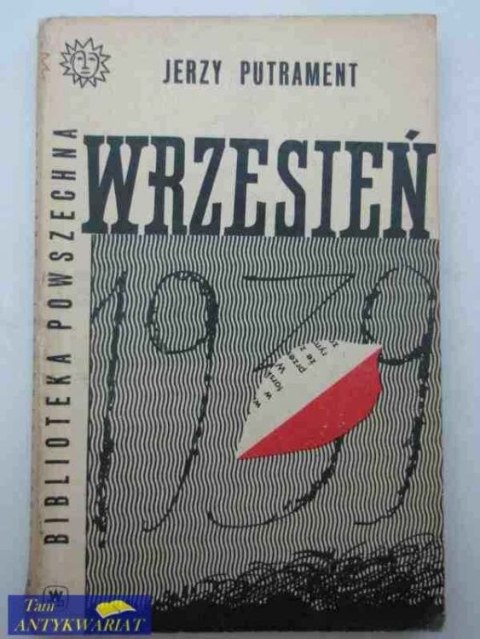 JERZY PUTRAMENT
WRZESIEŃ
1939
BIBLIOTEKA POWSZECHNA
W
Tani
ANTYKWARIAT